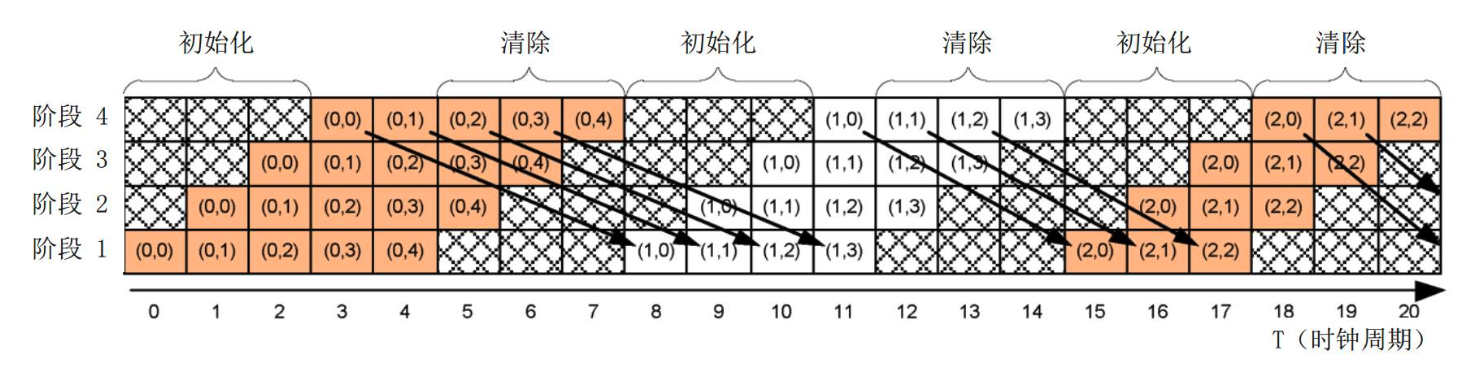 初始化 清除 初始化 清除 初始化 清除
阶段 4 (0,0) (0,1) (0,2) (0,3) (0,4) (1,0) (1,1) (1,2) (1,3) (2,0) (2,1) (2,2)
阶段 3 (0,0) (0,1) (0,2) (0,3) (0,4) (1,0) (1,1) (1,2) (1,3) (2,0) (2,1) (2,2)
阶段 2 (0,0) (0,1) (0,2) (0,3) (0,4) (1,0) (1,1) (1,2) (1,3) (2,0) (2,1) (2,2)
阶段 1 (0,0) (0,1) (0,2) (0,3) (0,4) (1,0) (1,1) (1,2) (1,3) (2,0) (2,1) (2,2)
0 1 2 3 4 5 6 7 8 9 10 11 12 13 14 15 16 17 18 19 20
T（时钟周期）